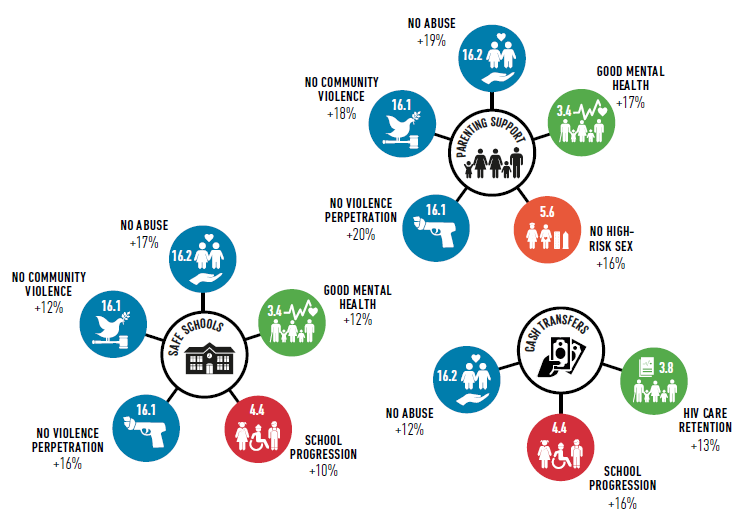 NO ABUSE
+19%
16.2
GOOD MENTAL
HEALTH
+17%
3.4
NO COMMUNITY
VIOLENCE
+18%
16.1
PARENTING SUPPORT
NO VIOLENCE
PERPETRATION
+20%
16.1
5.6
NO HIGH-
RISK SEX
+16%
NO ABUSE
+17%
16.2
NO COMMUNITY
VIOLENCE
+12%
16.1
GOOD MENTAL
HEALTH
+12%
3.4
SAFE SCHOOLS
NO VIOLENCE
PERPETRATION
+16%
16.1
4.4
SCHOOL
PROGRESSION
+10%
CASH TRANSFERS
16.2
NO ABUSE
+12%
3.8
HIV CARE
RETENTION
+13%
4.4
SCHOOL
PROGRESSION
+16%